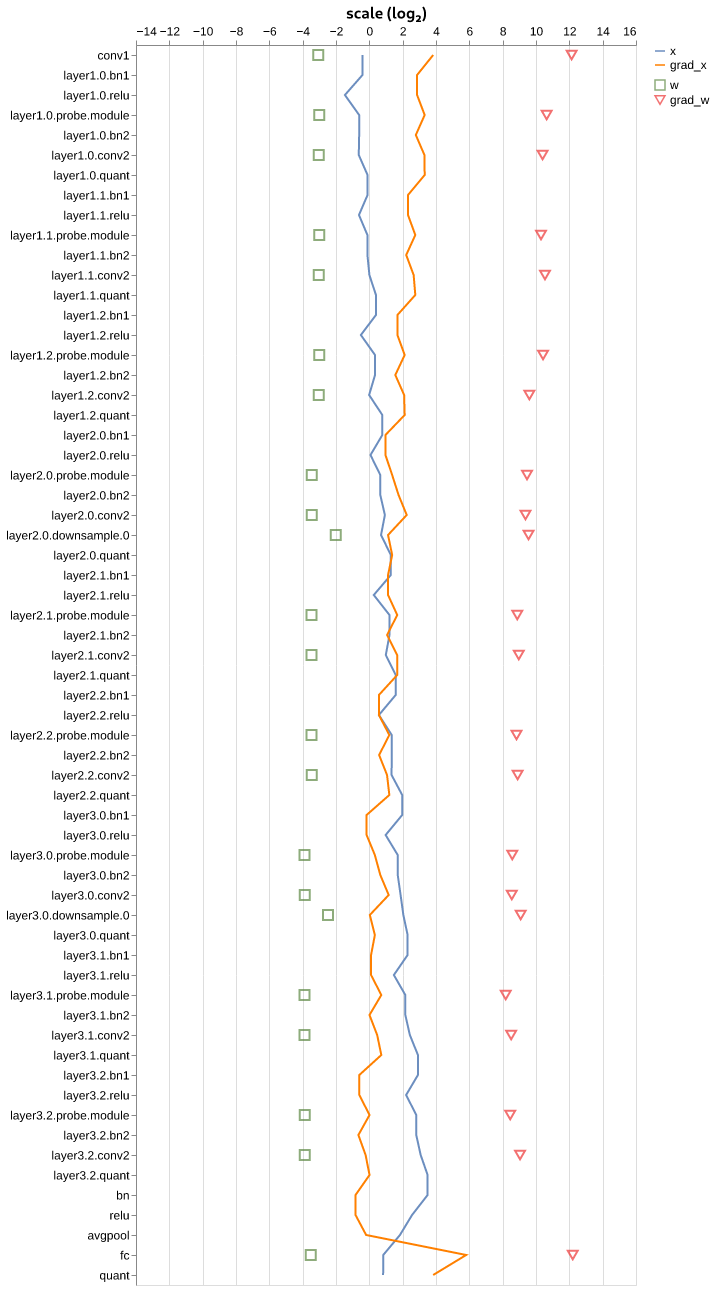 scale (log₂)
−14 −12 −10 −8 −6 −4 −2 0 2 4 6 8 10 12 14 16
x
grad_x
w
grad_w
conv1
layer1.0.bn1
layer1.0.relu
layer1.0.probe.module
layer1.0.bn2
layer1.0.conv2
layer1.0.quant
layer1.1.bn1
layer1.1.relu
layer1.1.probe.module
layer1.1.bn2
layer1.1.conv2
layer1.1.quant
layer1.2.bn1
layer1.2.relu
layer1.2.probe.module
layer1.2.bn2
layer1.2.conv2
layer1.2.quant
layer2.0.bn1
layer2.0.relu
layer2.0.probe.module
layer2.0.bn2
layer2.0.conv2
layer2.0.downsample.0
layer2.0.quant
layer2.1.bn1
layer2.1.relu
layer2.1.probe.module
layer2.1.bn2
layer2.1.conv2
layer2.1.quant
layer2.2.bn1
layer2.2.relu
layer2.2.probe.module
layer2.2.bn2
layer2.2.conv2
layer2.2.quant
layer3.0.bn1
layer3.0.relu
layer3.0.probe.module
layer3.0.bn2
layer3.0.conv2
layer3.0.downsample.0
layer3.0.quant
layer3.1.bn1
layer3.1.relu
layer3.1.probe.module
layer3.1.bn2
layer3.1.conv2
layer3.1.quant
layer3.2.bn1
layer3.2.relu
layer3.2.probe.module
layer3.2.bn2
layer3.2.conv2
layer3.2.quant
bn
relu
avgpool
fc
quant